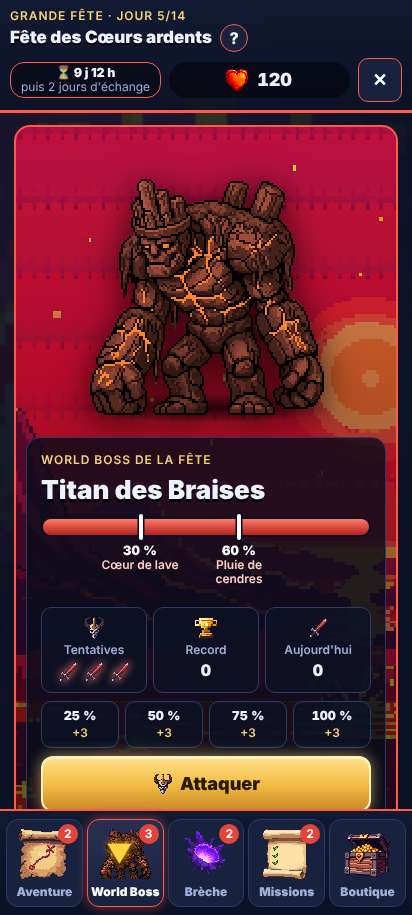 GRANDE FÊTE · JOUR 5/14
Fête des Cœurs ardents ?
⏳ 9 j 12 h
puis 2 jours d'échange
120
✕
WORLD BOSS DE LA FÊTE
Titan des Braises
30 % 60 %
Cœur de lave Pluie de
cendres
Tentatives Record Aujourd'hui
0 0
25 % 50 % 75 % 100 %
+3 +3 +3 +3
Attaquer
2 3 2 2
Aventure World Boss Brèche Missions Boutique